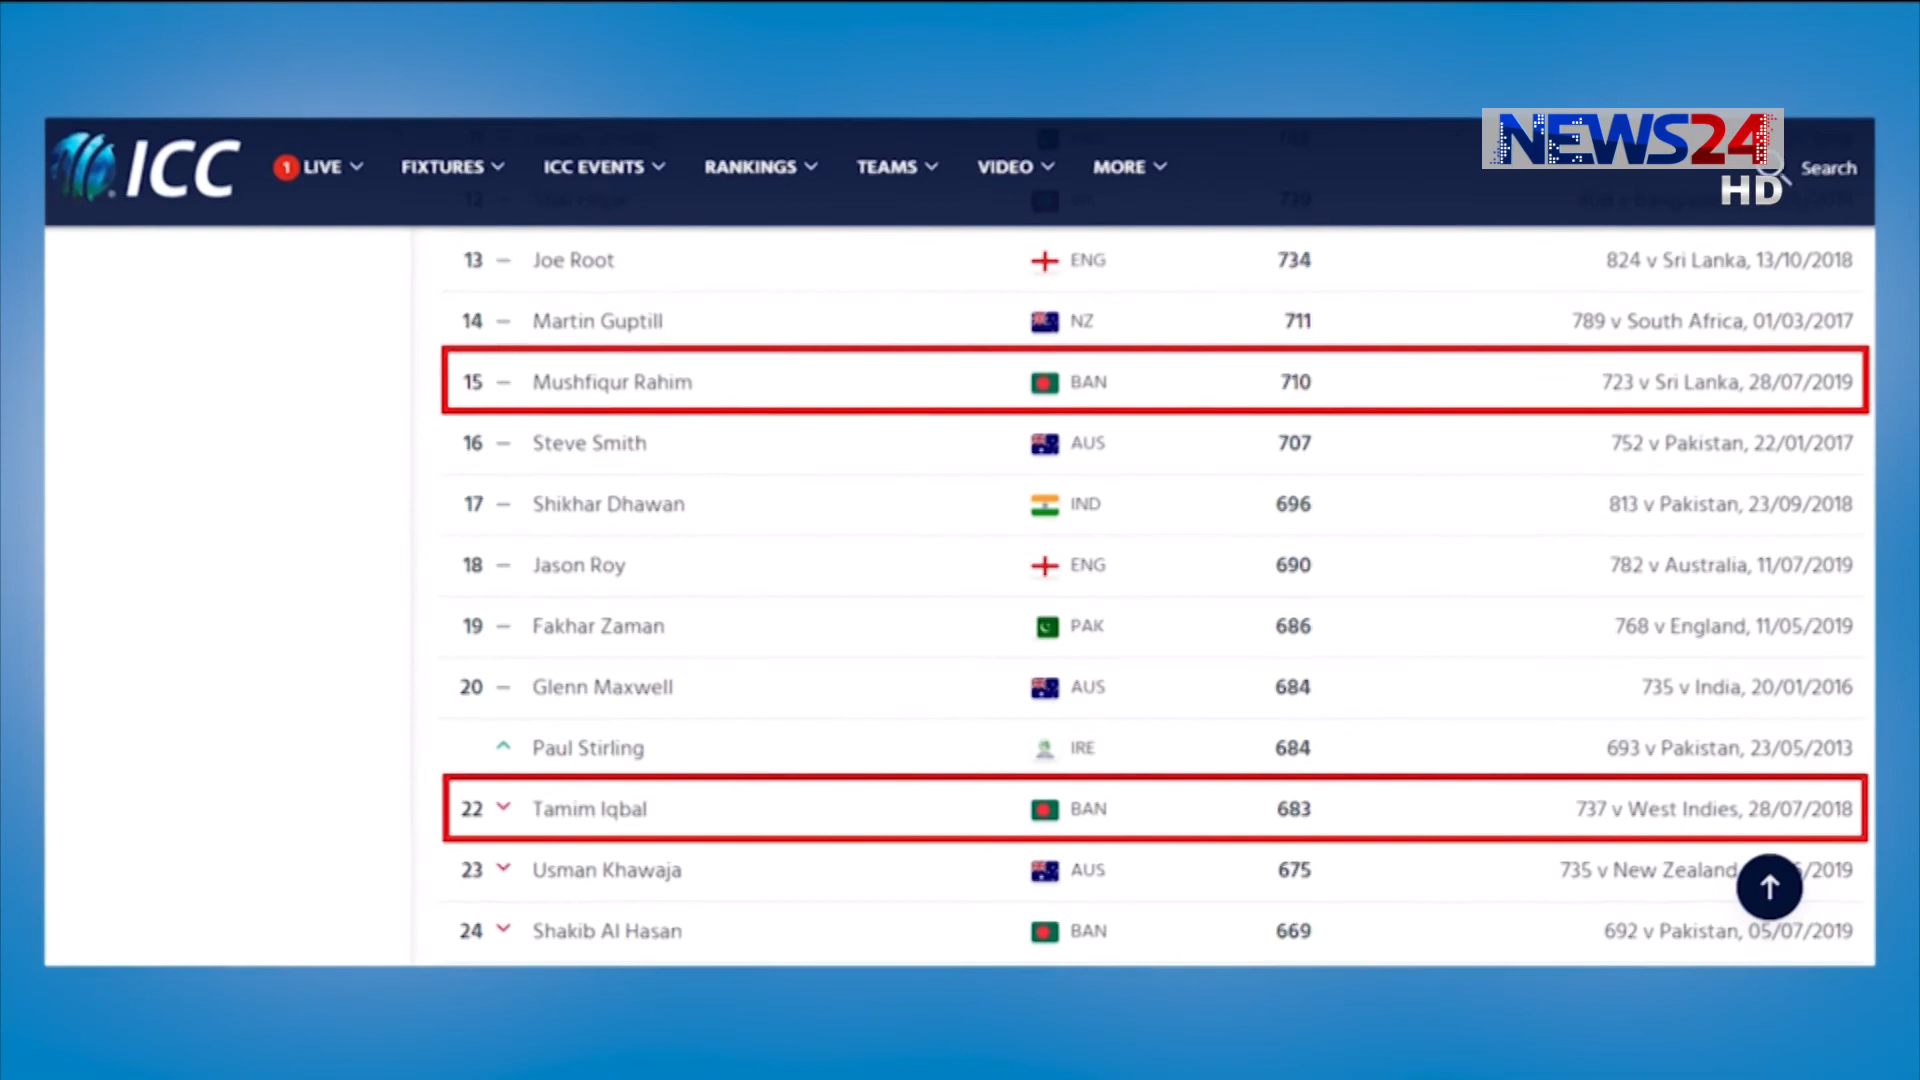 NEWS24
HD
ICC 1 LIVE FIXTURES ICC EVENTS RANKINGS TEAMS VIDEO MORE Search
13 – Joe Root ENG 734 824 v Sri Lanka, 13/10/2018
14 – Martin Guptill NZ 711 789 v South Africa, 01/03/2017
15 – Mushfiqur Rahim BAN 710 723 v Sri Lanka, 28/07/2019
16 – Steve Smith AUS 707 752 v Pakistan, 22/01/2017
17 – Shikhar Dhawan IND 696 813 v Pakistan, 23/09/2018
18 – Jason Roy ENG 690 782 v Australia, 11/07/2019
19 – Fakhar Zaman PAK 686 768 v England, 11/05/2019
20 – Glenn Maxwell AUS 684 735 v India, 20/01/2016
Paul Stirling IRE 684 693 v Pakistan, 23/05/2013
22 Tamim Iqbal BAN 683 737 v West Indies, 28/07/2018
23 Usman Khawaja AUS 675 735 v New Zealand /2019
24 Shakib Al Hasan BAN 669 692 v Pakistan, 05/07/2019